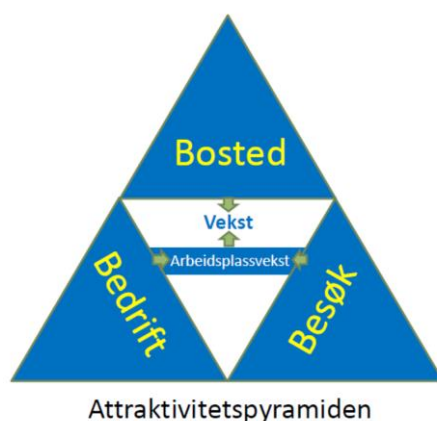 Bosted
Vekst
Arbeidsplassvekst
Bedrift
Besøk
Attraktivitetspyramiden